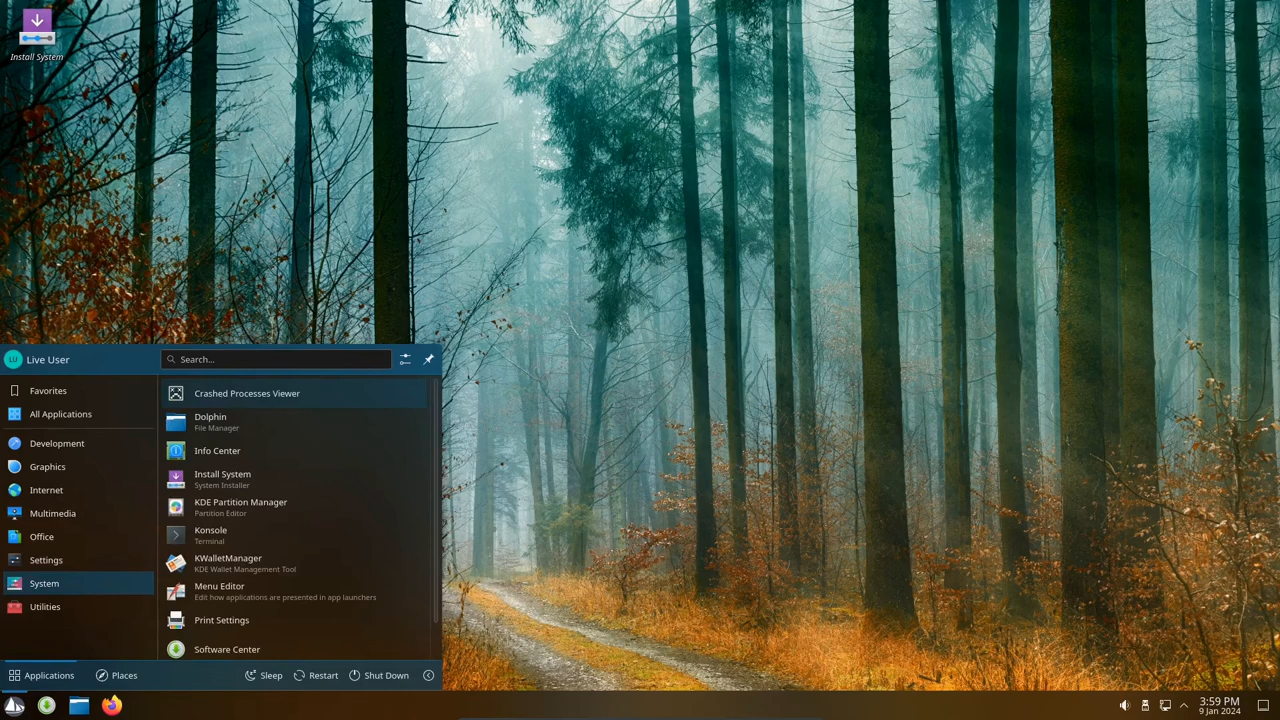 Install System
LU Live User
Search...
Favorites
All Applications
Development
Graphics
Internet
Multimedia
Office
Settings
System
Utilities
Crashed Processes Viewer
Dolphin
File Manager
Info Center
Install System
System Installer
KDE Partition Manager
Partition Editor
Konsole
Terminal
KWalletManager
KDE Wallet Management Tool
Menu Editor
Edit how applications are presented in app launchers
Print Settings
Software Center
Applications
Places
Sleep
Restart
Shut Down
3:59 PM
9 Jan 2024